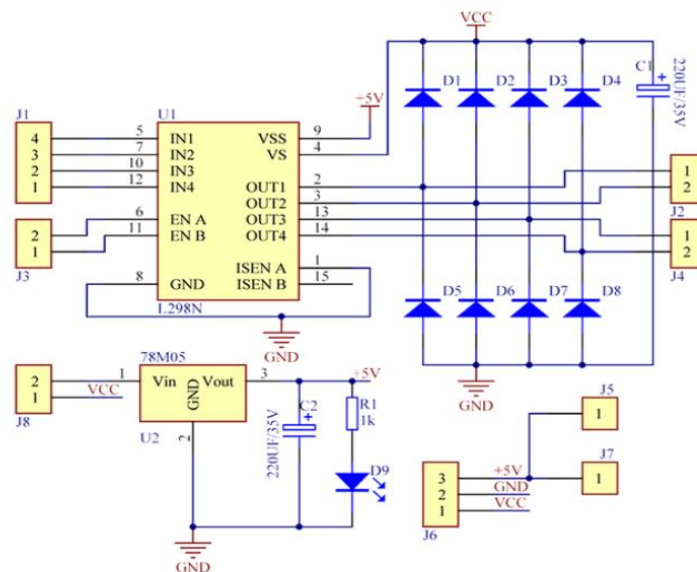 VCC
J1
4
3
2
1
5
7
10
12
U1
IN1
IN2
IN3
IN4
EN A
EN B
GND
VSS
VS
OUT1
OUT2
OUT3
OUT4
ISEN A
ISEN B
L298N
+5V
9
4
2
3
13
14
1
15
6
11
8
2
1
J3
GND
D1
D2
D3
D4
C1
+
220UF/35V
1
2
J2
1
2
J4
D5
D6
D7
D8
GND
78M05
2
1
J8
1
VCC
Vin
Vout
GND
3
2
U2
+5V
C2
+
220UF/35V
R1
1k
D9
GND
J5
1
J7
1
3
2
1
J6
+5V
GND
VCC